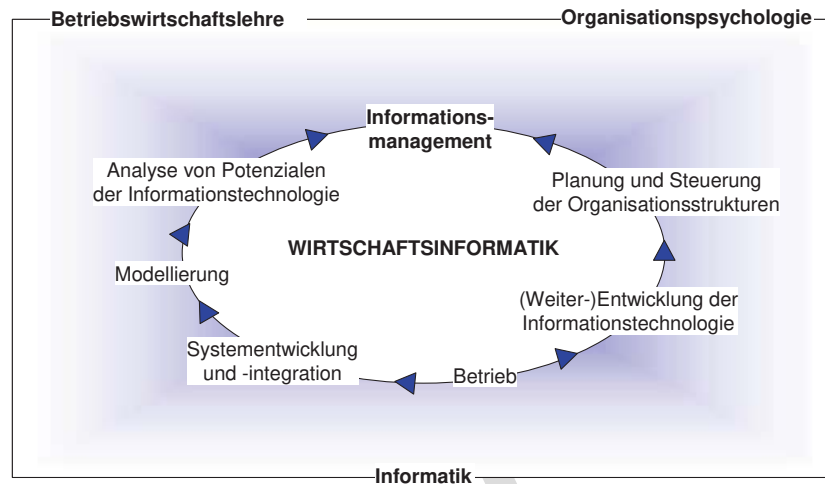 Betriebswirtschaftslehre
Organisationspsychologie
Informations-
management
Analyse von Potenzialen
der Informationstechnologie
Planung und Steuerung
der Organisationsstrukturen
WIRTSCHAFTSINFORMATIK
Modellierung
(Weiter-)Entwicklung der
Informationstechnologie
Systementwicklung
und -integration
Betrieb
Informatik